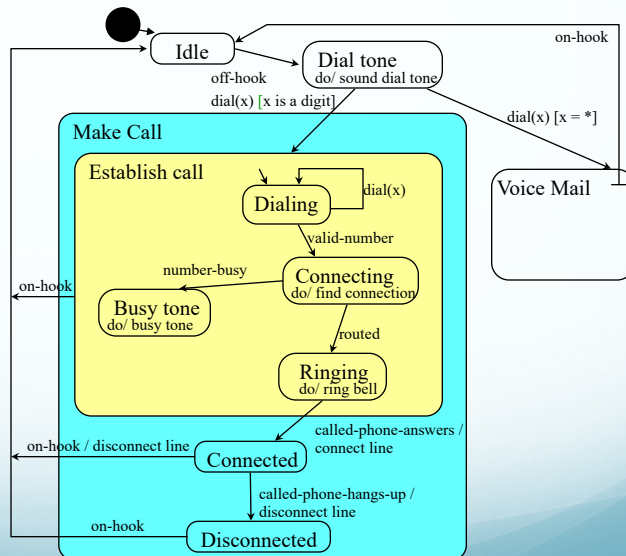 on-hook
Idle
Dial tone
do/ sound dial tone
off-hook
dial(x) [x is a digit]
dial(x) [x = *]
Make Call
Establish call
Voice Mail
dial(x)
Dialing
valid-number
number-busy
Connecting
do/ find connection
on-hook
Busy tone
do/ busy tone
routed
Ringing
do/ ring bell
called-phone-answers /
connect line
on-hook / disconnect line
Connected
called-phone-hangs-up /
disconnect line
on-hook
Disconnected